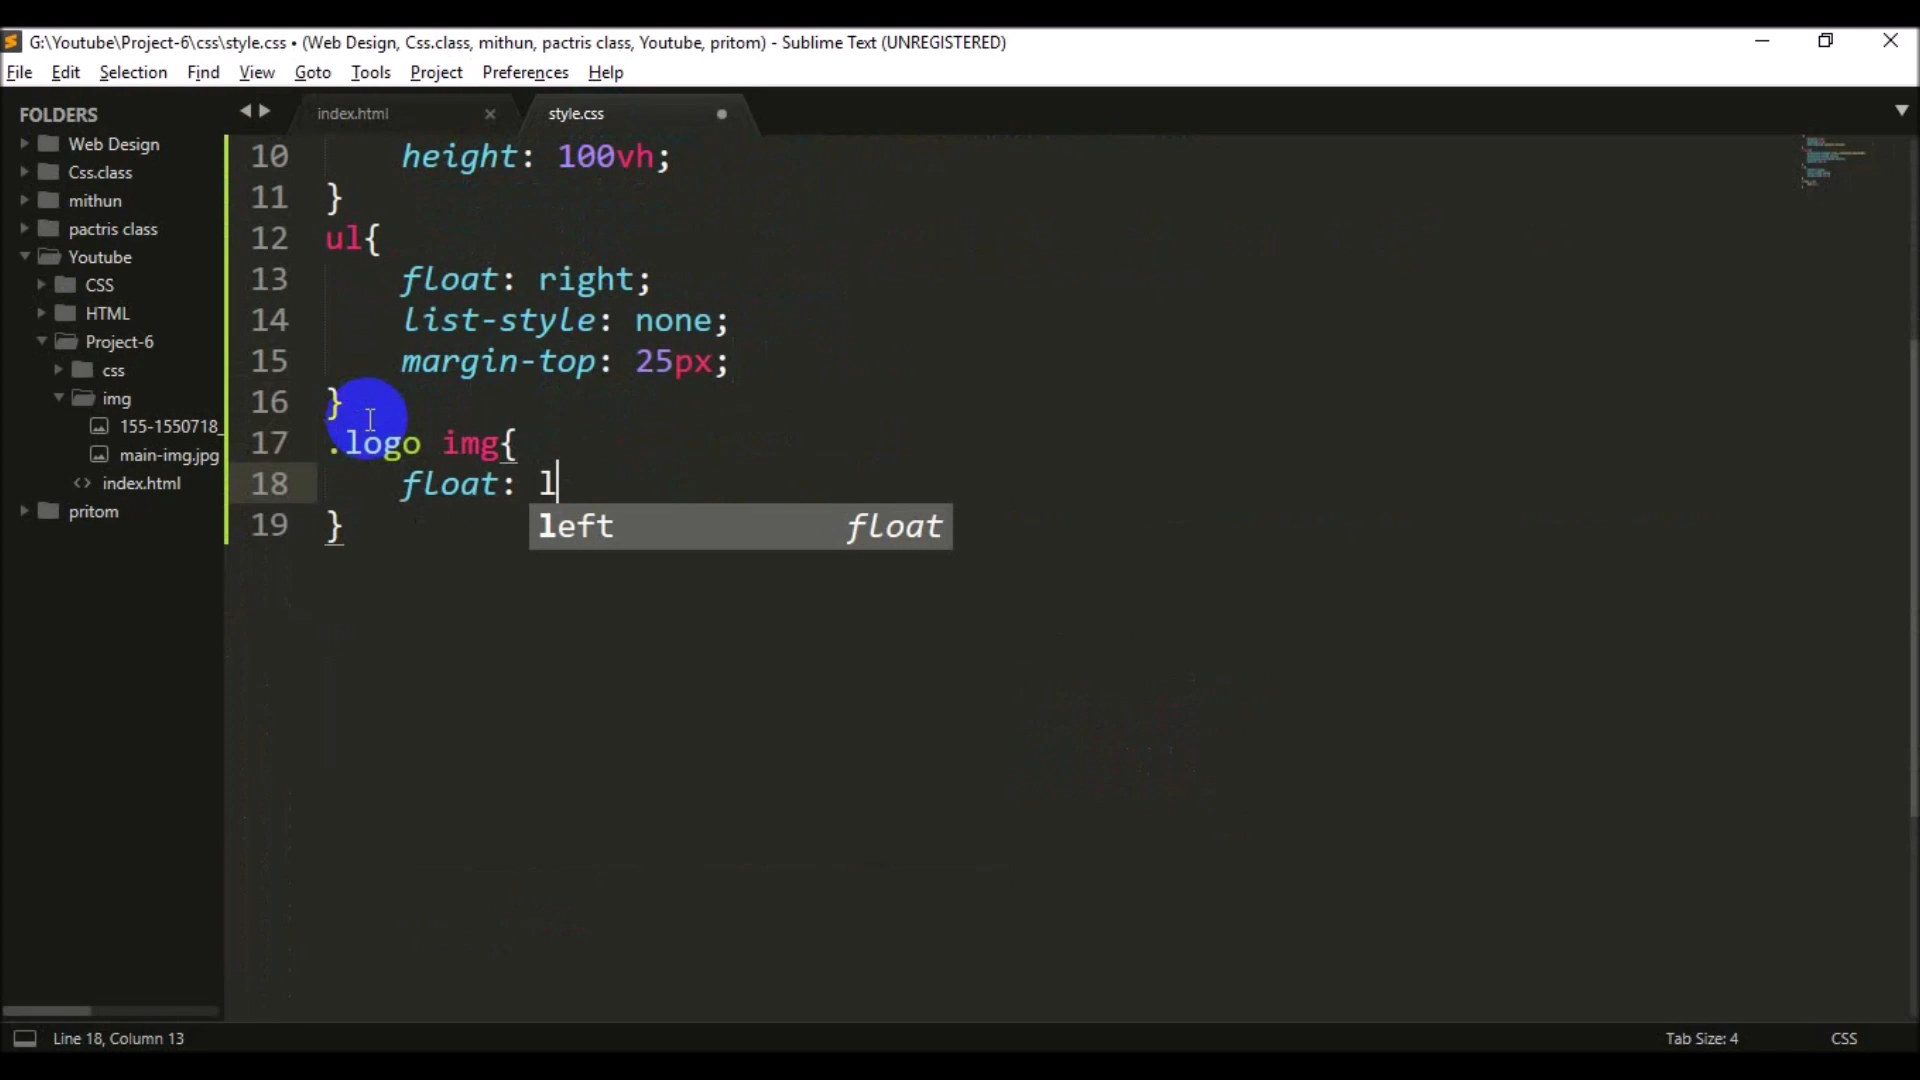 G:\Youtube\Project-6\css\style.css • (Web Design, Css.class, mithun, pactris class, Youtube, pritom) - Sublime Text (UNREGISTERED)
File Edit Selection Find View Goto Tools Project Preferences Help
FOLDERS
Web Design
Css.class
mithun
pactris class
Youtube
CSS
HTML
Project-6
css
img
155-1550718_
main-img.jpg
index.html
pritom
index.html
style.css
10 height: 100vh;
11 }
12 ul{
13 float: right;
14 list-style: none;
15 margin-top: 25px;
16 }
17 .logo img{
18 float: l
19 }
left float
Line 18, Column 13
Tab Size: 4
CSS